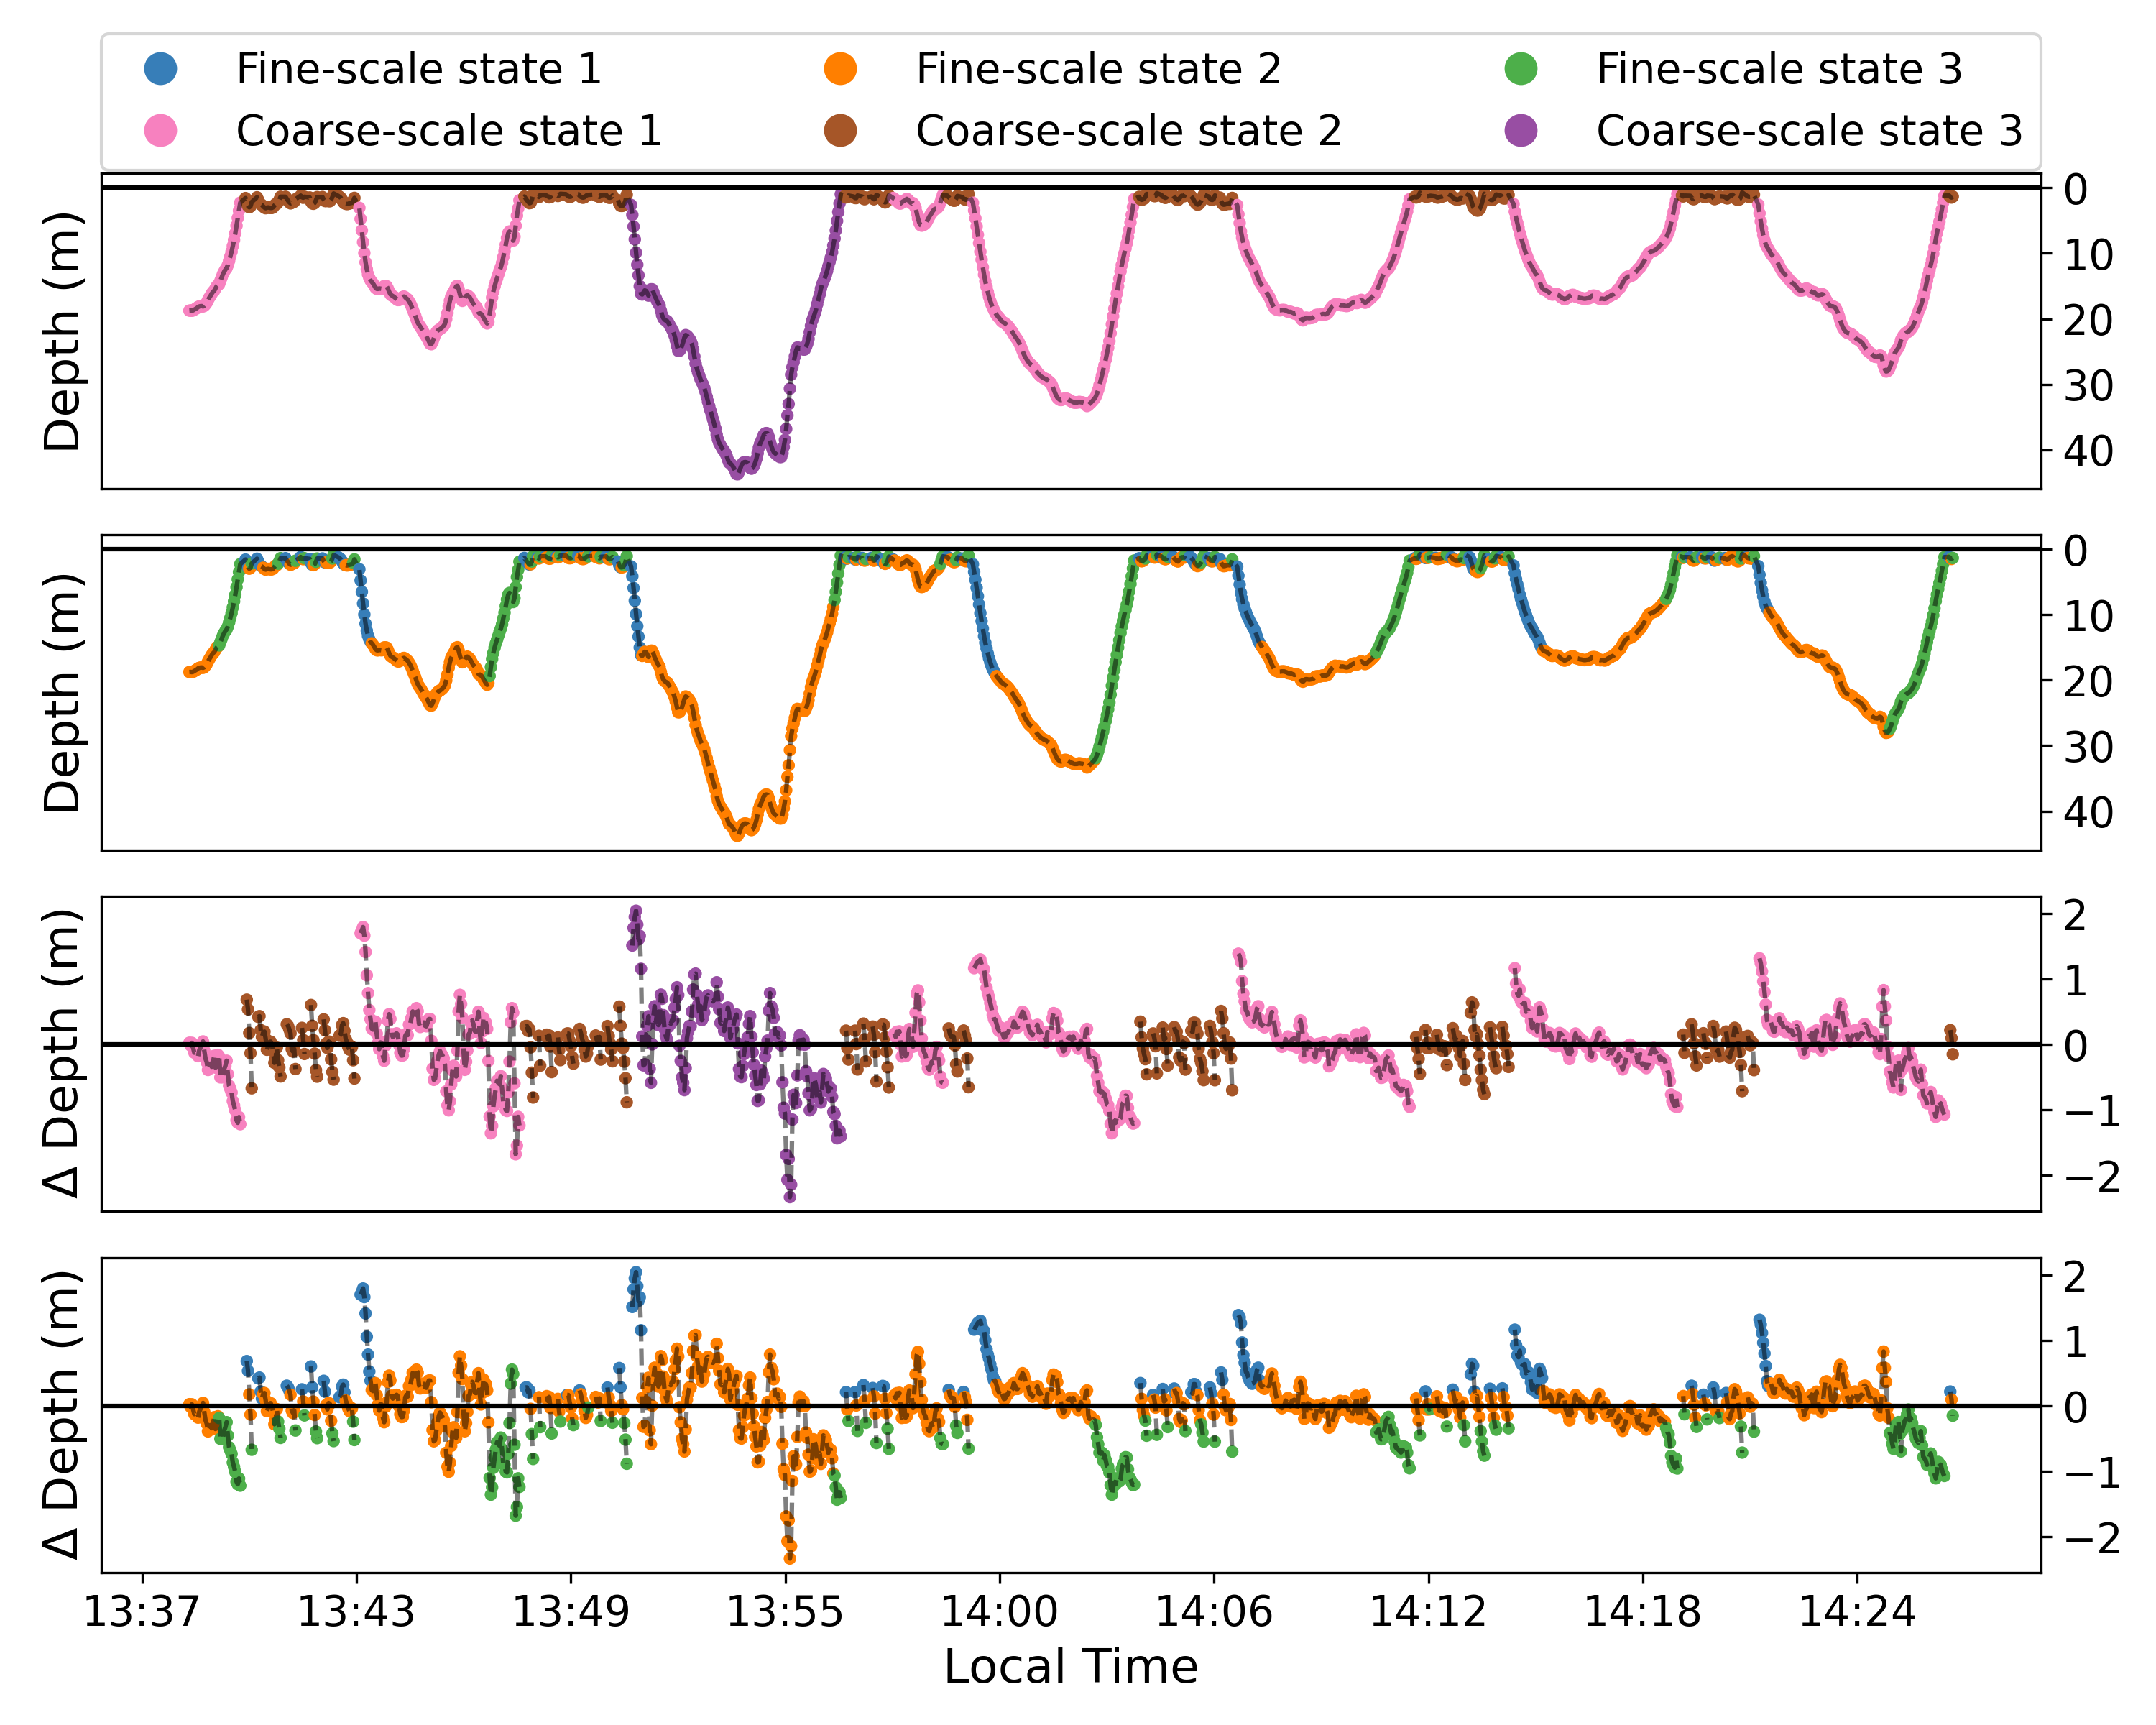 Fine-scale state 1 Fine-scale state 2 Fine-scale state 3
Coarse-scale state 1 Coarse-scale state 2 Coarse-scale state 3
Depth (m)
0
10
20
30
40
Depth (m)
0
10
20
30
40
Δ Depth (m)
2
1
0
−1
−2
Δ Depth (m)
2
1
0
−1
−2
13:37 13:43 13:49 13:55 14:00 14:06 14:12 14:18 14:24
Local Time